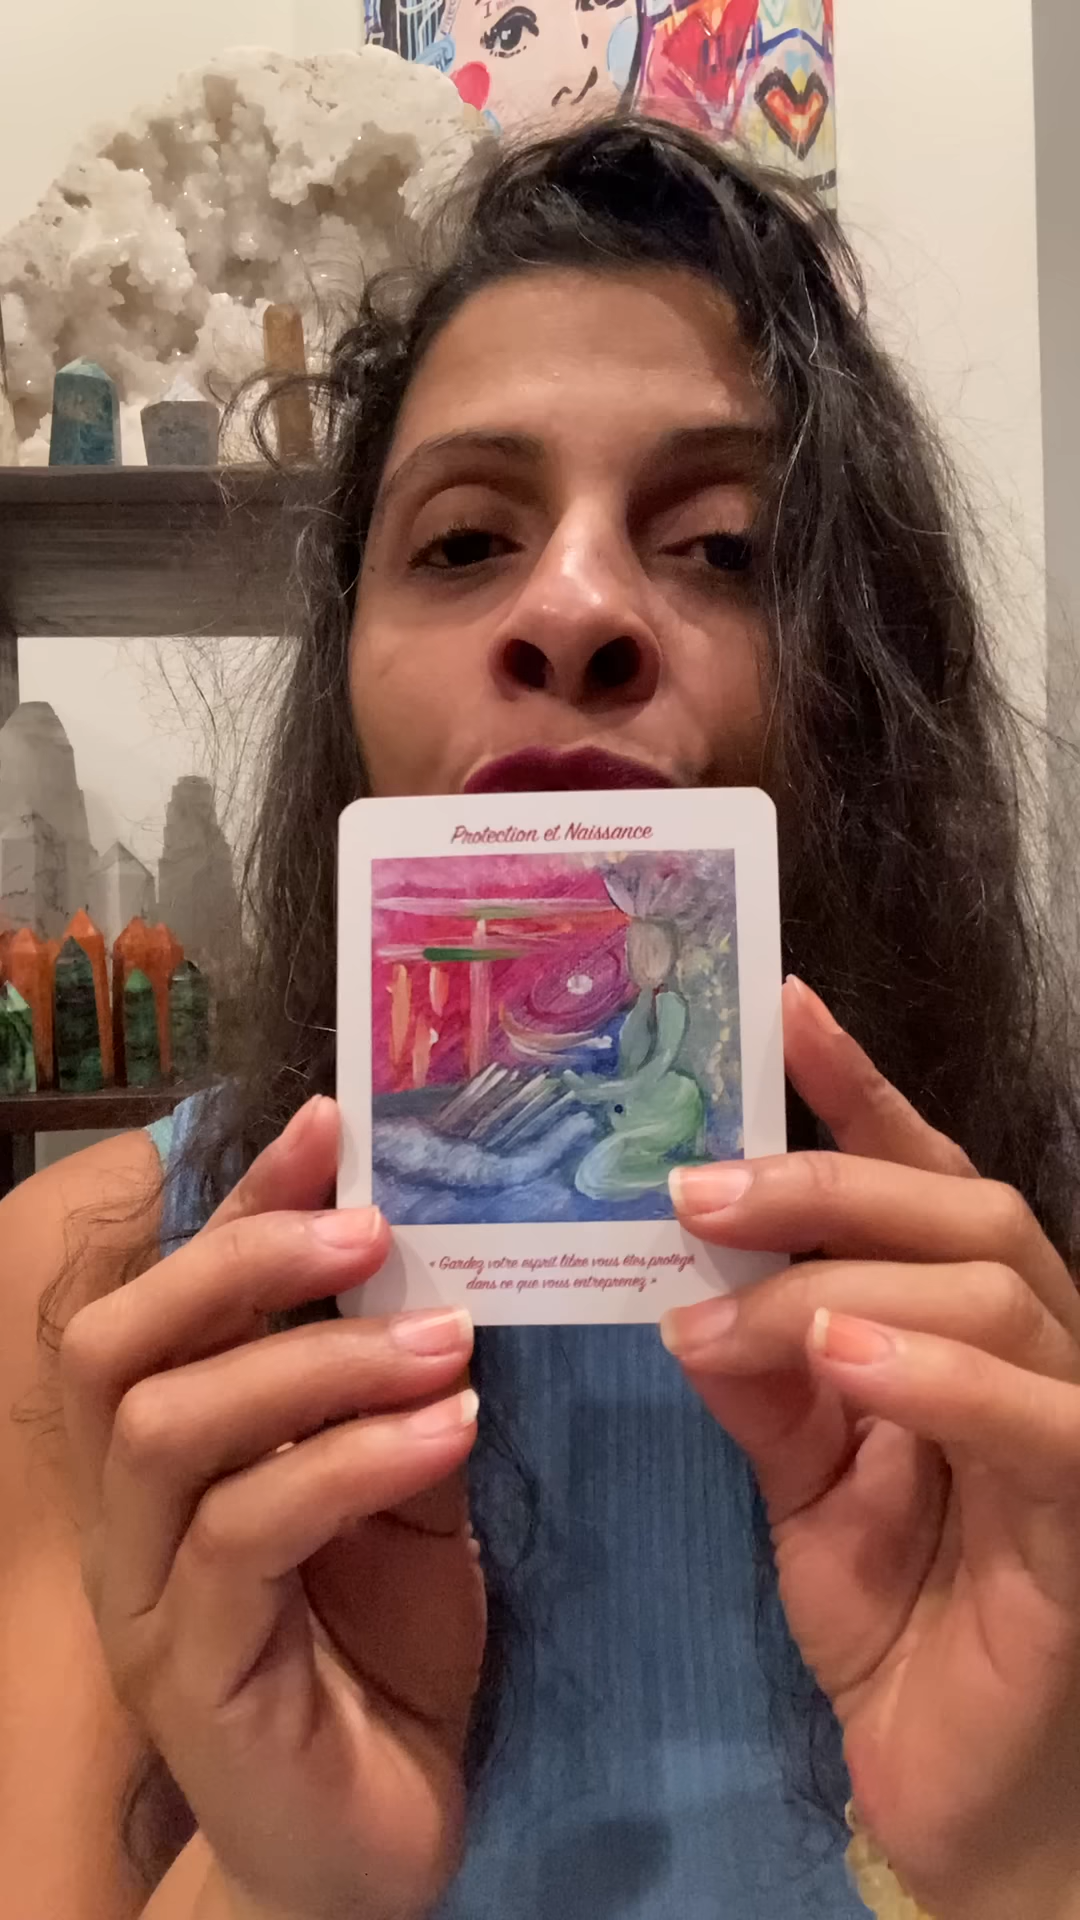 Protection et Naissance
« Gardez votre esprit libre vous êtes protégé
dans ce que vous entreprenez »